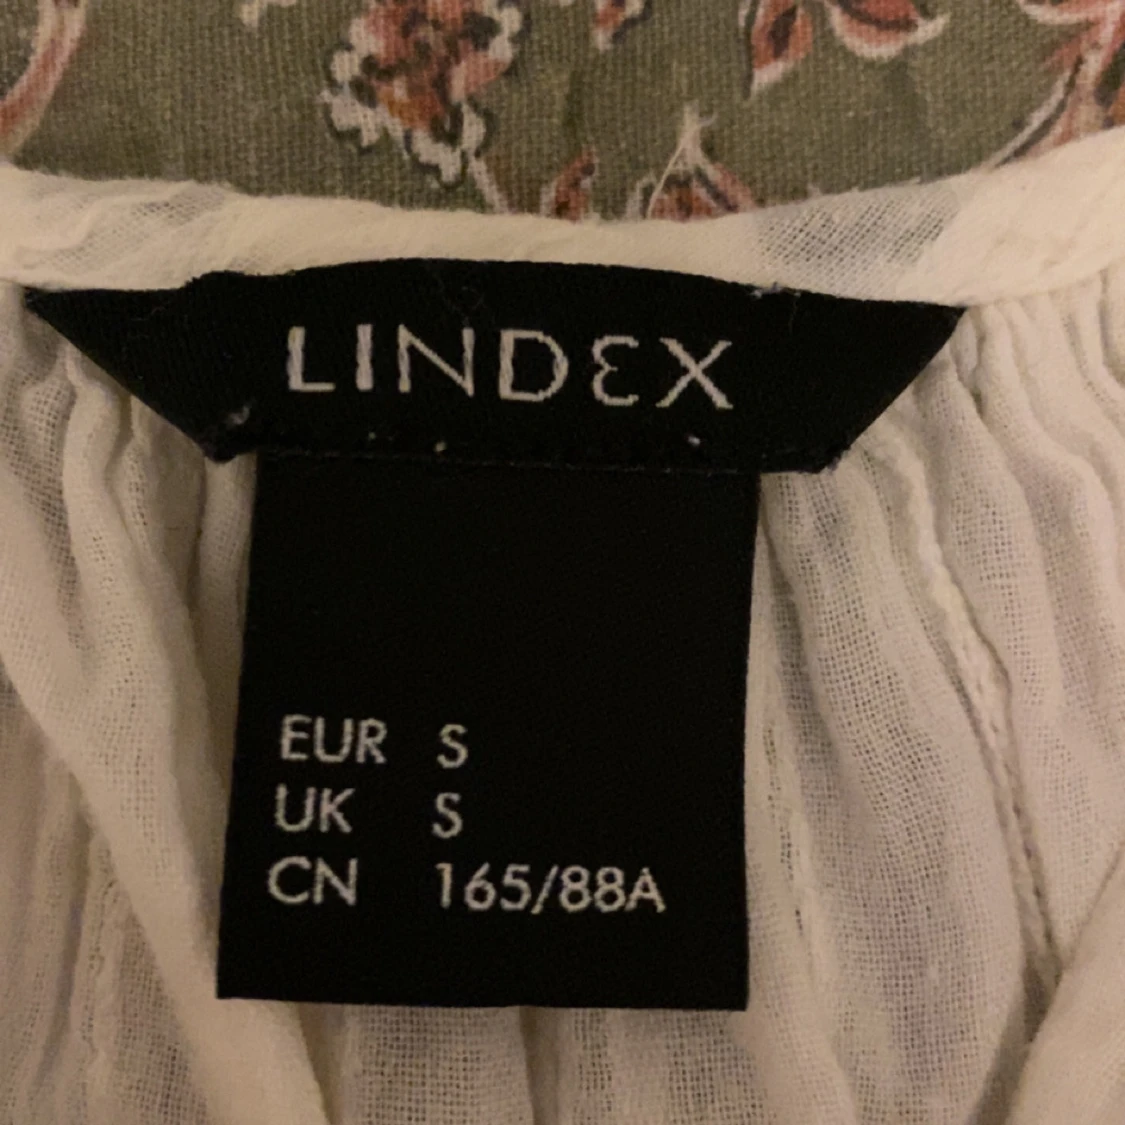 LINDEX
EUR S
UK S
CN 165/88A